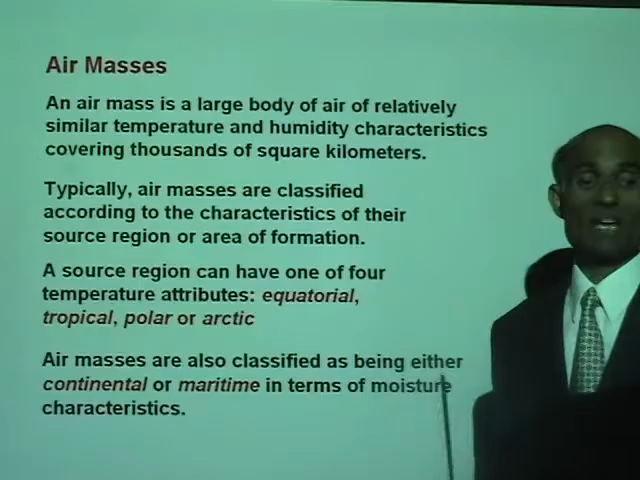 Air Masses
An air mass is a large body of air of relatively
similar temperature and humidity characteristics
covering thousands of square kilometers.
Typically, air masses are classified
according to the characteristics of their
source region or area of formation.
A source region can have one of four
temperature attributes: equatorial,
tropical, polar or arctic
Air masses are also classified as being either
continental or maritime in terms of moisture
characteristics.